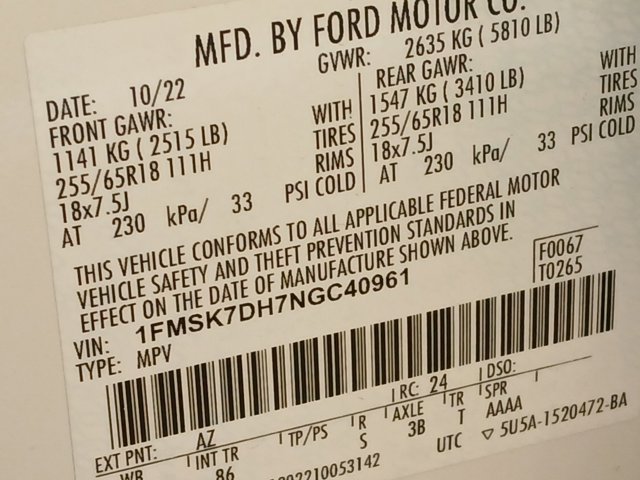 MFD. BY FORD MOTOR CO.
DATE: 10/22 GVWR: 2635 KG ( 5810 LB)
FRONT GAWR: REAR GAWR:
1141 KG ( 2515 LB) WITH 1547 KG ( 3410 LB) WITH
255/65R18 111H TIRES 255/65R18 111H TIRES
18x7.5J RIMS 18x7.5J RIMS
AT 230 kPa/ 33 PSI COLD AT 230 kPa/ 33 PSI COLD
THIS VEHICLE CONFORMS TO ALL APPLICABLE FEDERAL MOTOR
VEHICLE SAFETY AND THEFT PREVENTION STANDARDS IN
EFFECT ON THE DATE OF MANUFACTURE SHOWN ABOVE.
VIN: 1FMSK7DH7NGC40961
F0067
T0265
TYPE: MPV
RC: 24 DSO:
EXT PNT: AZ
INT TR TP/PS R AXLE TR SPR
WB 86 S 3B T AAAA
UTC ▽ 5U5A-1520472-BA